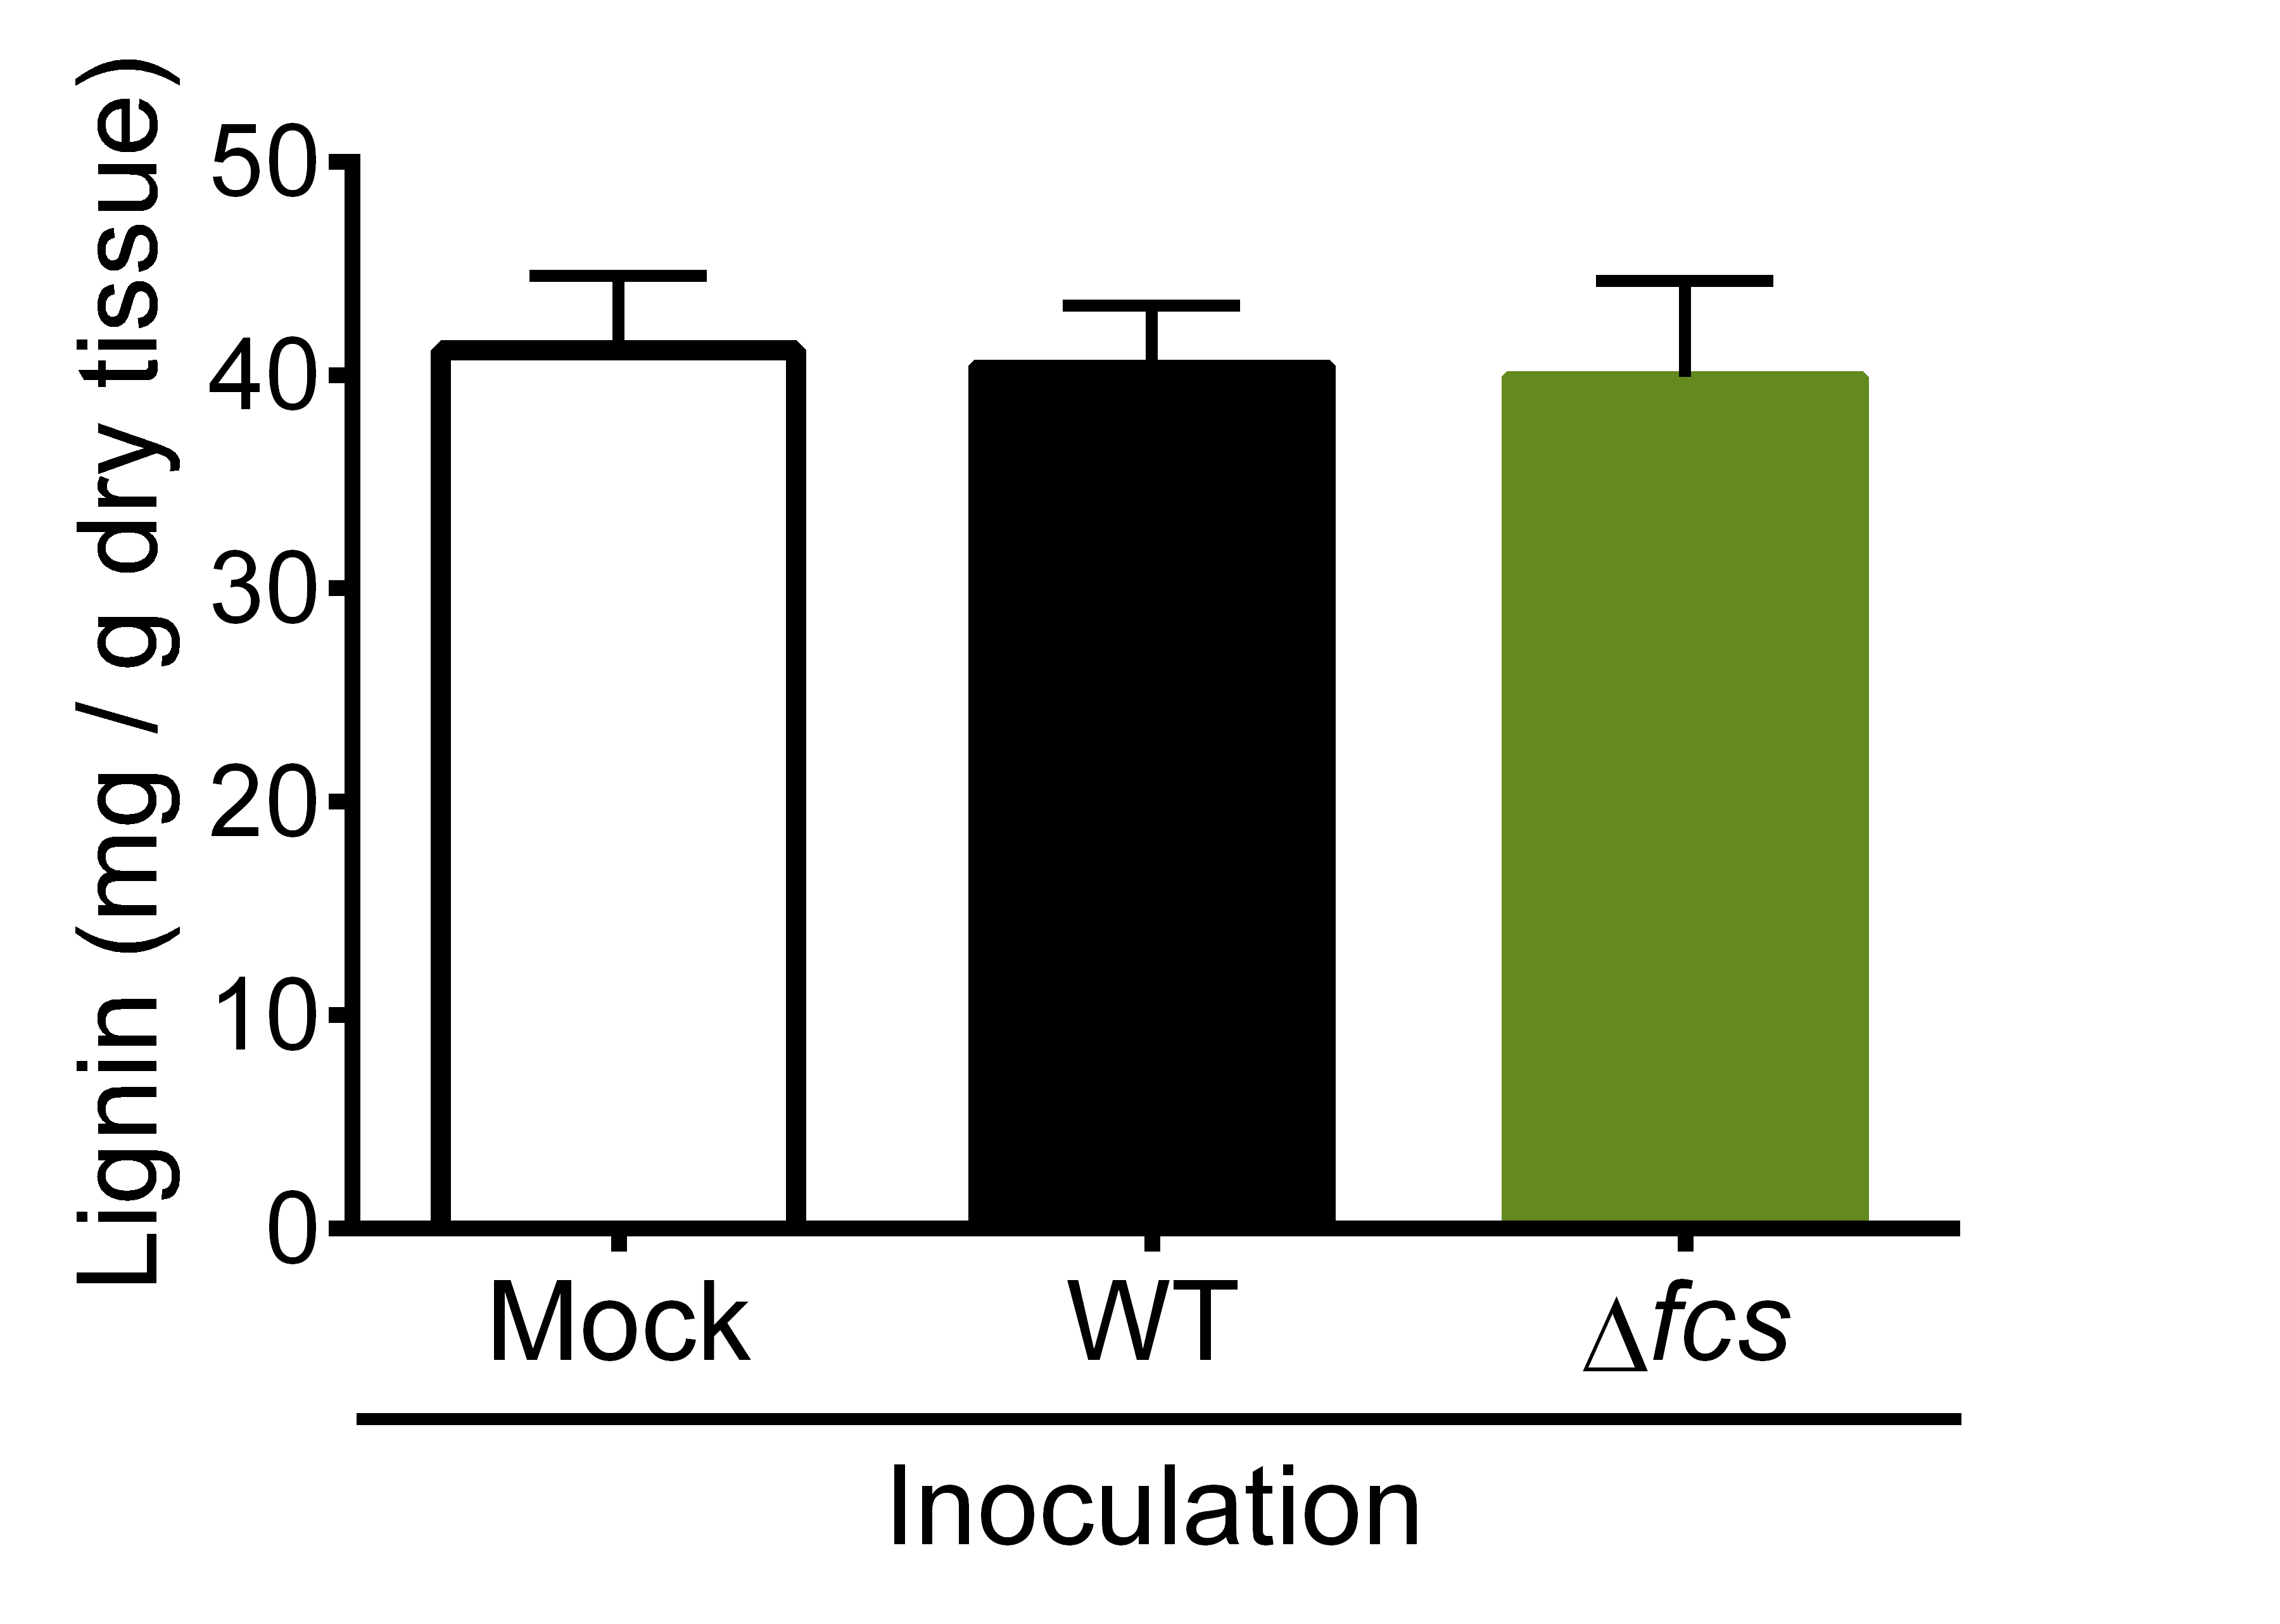 Lignin (mg / g dry tissue)
50
40
30
20
10
0
Mock WT Δfcs
Inoculation